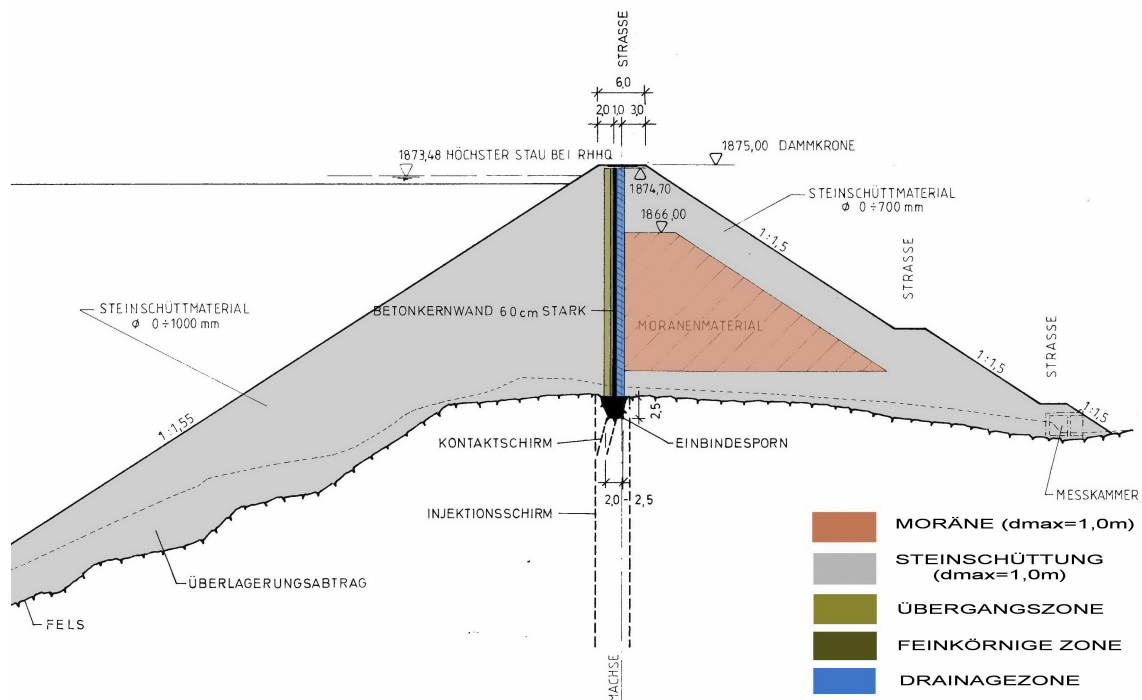 STRASSE
6,0
2,0 1,0 3,0
1873,48 HÖCHSTER STAU BEI RHHQ
1875,00 DAMMKRONE
1874,70
STEINSCHÜTTMATERIAL
Ø 0÷700 mm
1866,00
1:1,5
STRASSE
STEINSCHÜTTMATERIAL
Ø 0÷1000 mm
BETONKERNWAND 60cm STARK
MORÄNENMATERIAL
STRASSE
1:1,5
1:1,55
2,5
1:1,5
KONTAKTSCHIRM
EINBINDESPORN
2,0 - 2,5
MESSKAMMER
INJEKTIONSSCHIRM
MORÄNE (dmax=1,0m)
STEINSCHÜTTUNG
(dmax=1,0m)
ÜBERLAGERUNGSABTRAG
ÜBERGANGSZONE
FELS
FEINKÖRNIGE ZONE
DRAINAGEZONE